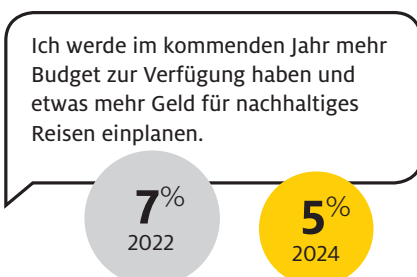 Ich werde im kommenden Jahr mehr
Budget zur Verfügung haben und
etwas mehr Geld für nachhaltiges
Reisen einplanen.
7%
2022
5%
2024